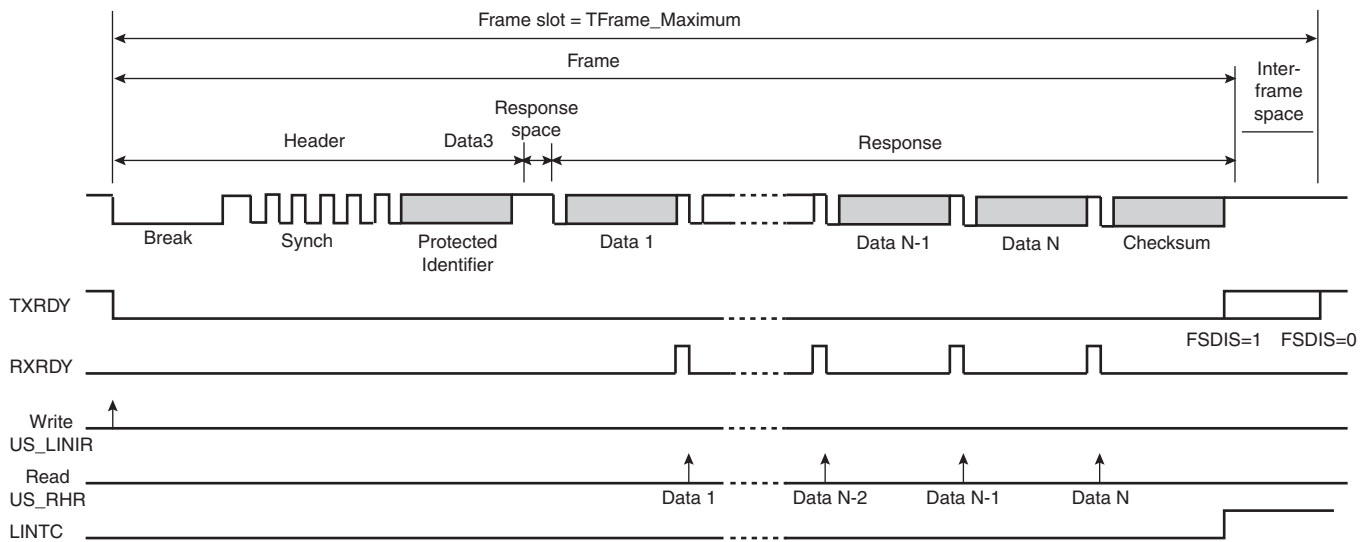 Frame slot = TFrame_Maximum
Frame
Inter-
frame
space
Response
space
Header
Data3
Response
Break
Synch
Protected
Identifier
Data 1
Data N-1
Data N
Checksum
TXRDY
FSDIS=1
FSDIS=0
RXRDY
Write
US_LINIR
Read
US_RHR
Data 1
Data N-2
Data N-1
Data N
LINTC